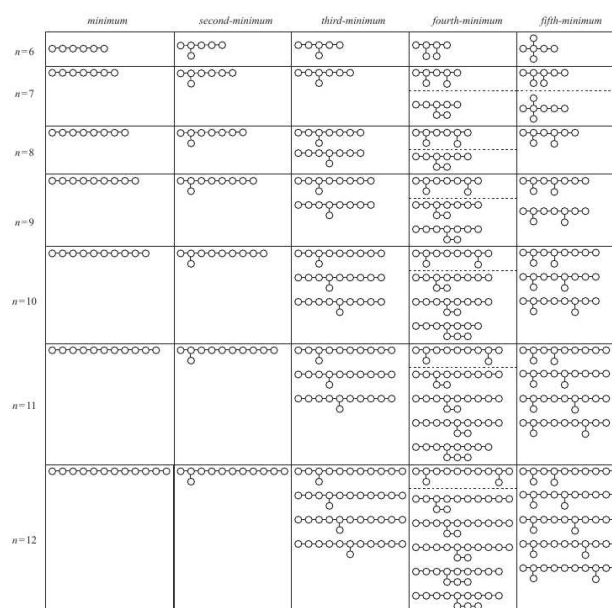 minimum second-minimum third-minimum fourth-minimum fifth-minimum
n=6
n=7
n=8
n=9
n=10
n=11
n=12